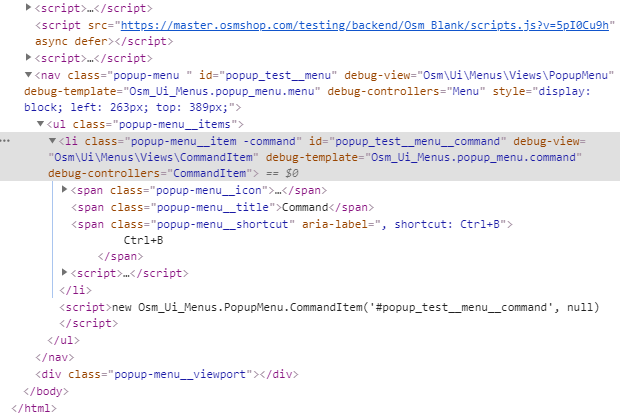 ▶<script>…</script>
<script src="https://master.osmshop.com/testing/backend/Osm_Blank/scripts.js?v=5pI0Cu9h"
async defer></script>
▶<script>…</script>
▼<nav class="popup-menu " id="popup_test__menu" debug-view="Osm\Ui\Menus\Views\PopupMenu"
debug-template="Osm_Ui_Menus.popup_menu.menu" debug-controllers="Menu" style="display:
block; left: 263px; top: 389px;">
▼<ul class="popup-menu__items">
… ▼<li class="popup-menu__item -command" id="popup_test__menu__command" debug-view=
"Osm\Ui\Menus\Views\CommandItem" debug-template="Osm_Ui_Menus.popup_menu.command"
debug-controllers="CommandItem"> == $0
▶<span class="popup-menu__icon">…</span>
<span class="popup-menu__title">Command</span>
<span class="popup-menu__shortcut" aria-label=", shortcut: Ctrl+B">
Ctrl+B
</span>
▶<script>…</script>
</li>
<script>new Osm_Ui_Menus.PopupMenu.CommandItem('#popup_test__menu__command', null)
</script>
</ul>
</nav>
<div class="popup-menu__viewport"></div>
</body>
</html>